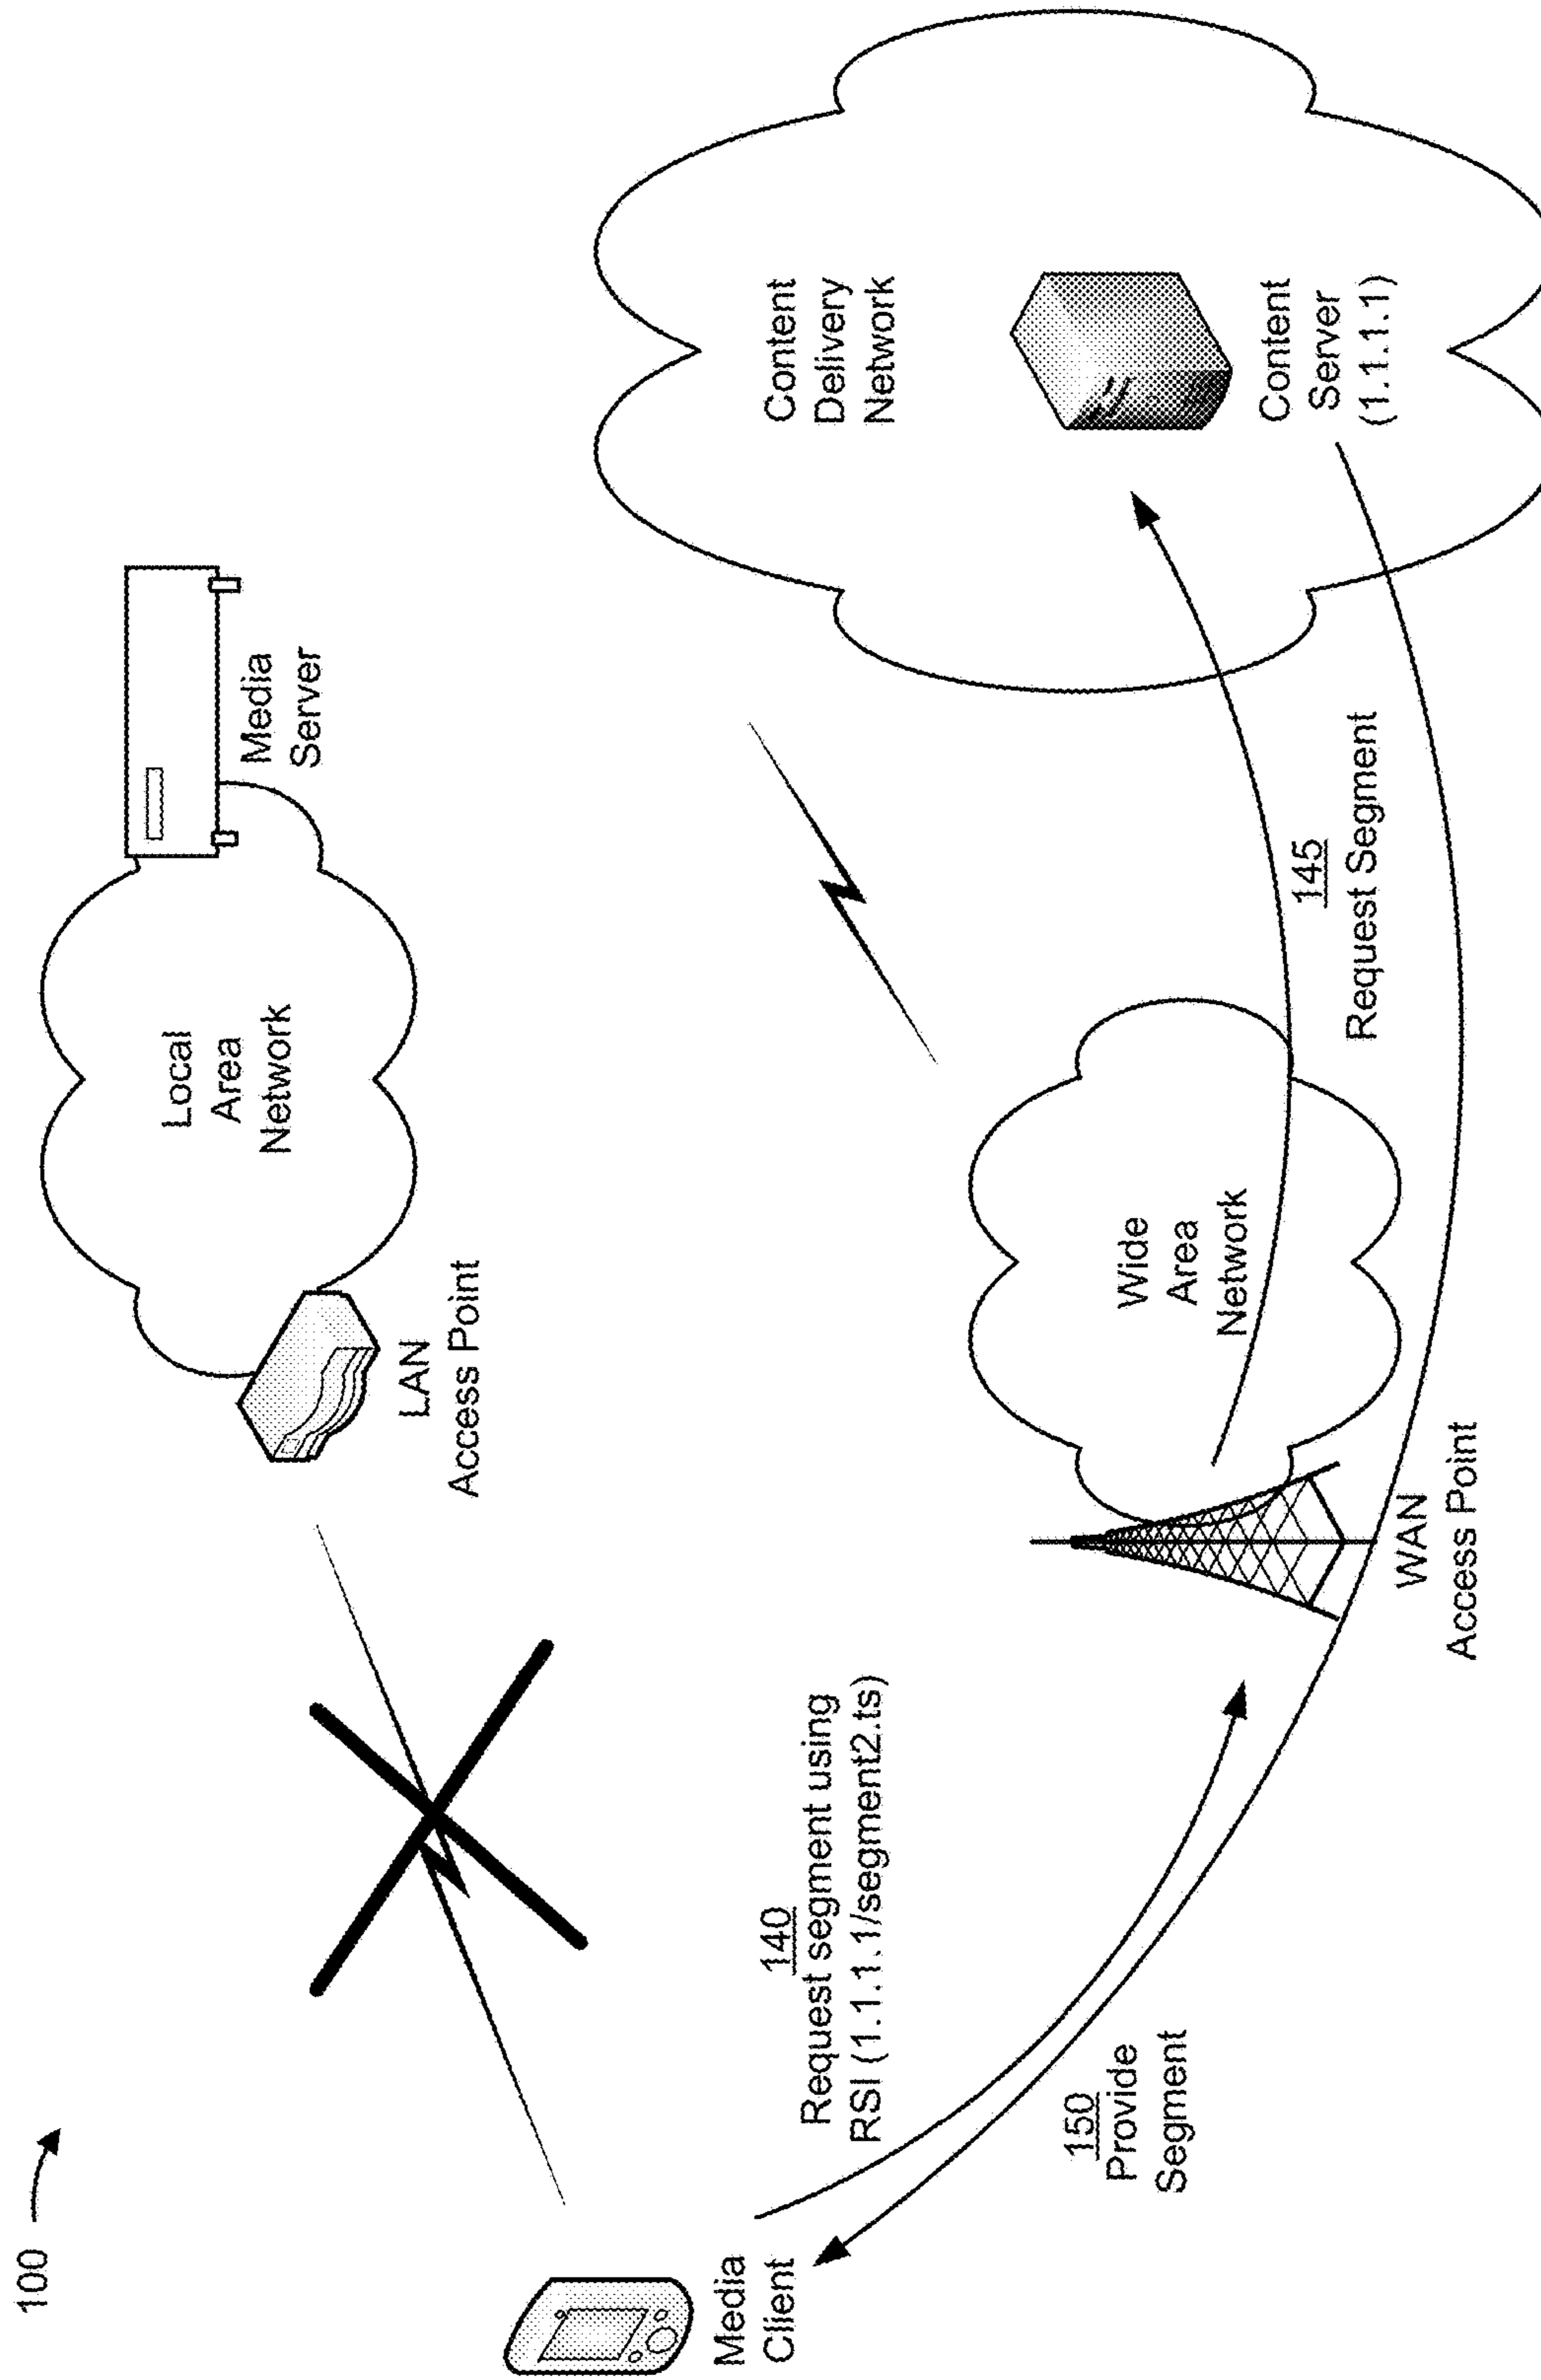 100
Local
Area
Network
Media
Server
LAN
Access Point
Media
Client
140
Request segment using
RSI (1.1.1.1/segment2.ts)
150
Provide
Segment
Wide
Area
Network
WAN
Access Point
145
Request Segment
Content
Delivery
Network
Content
Server
(1.1.1.1)